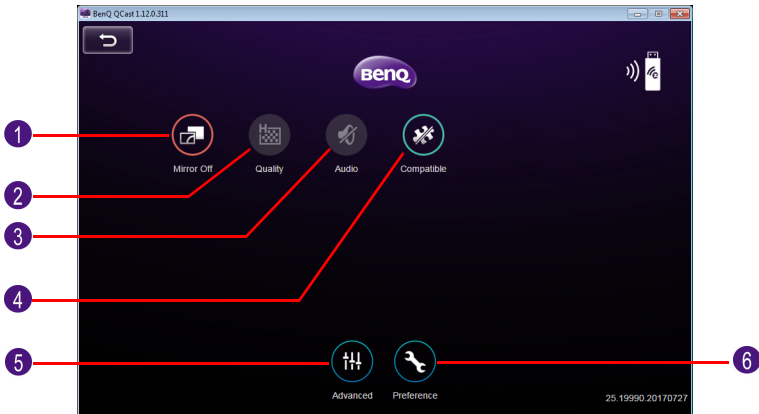 BenQ QCast 1.12.0.311
BenQ
1
Mirror Off
Quality
Audio
Compatible
2
3
4
5
6
Advanced
Preference
25.19990.20170727